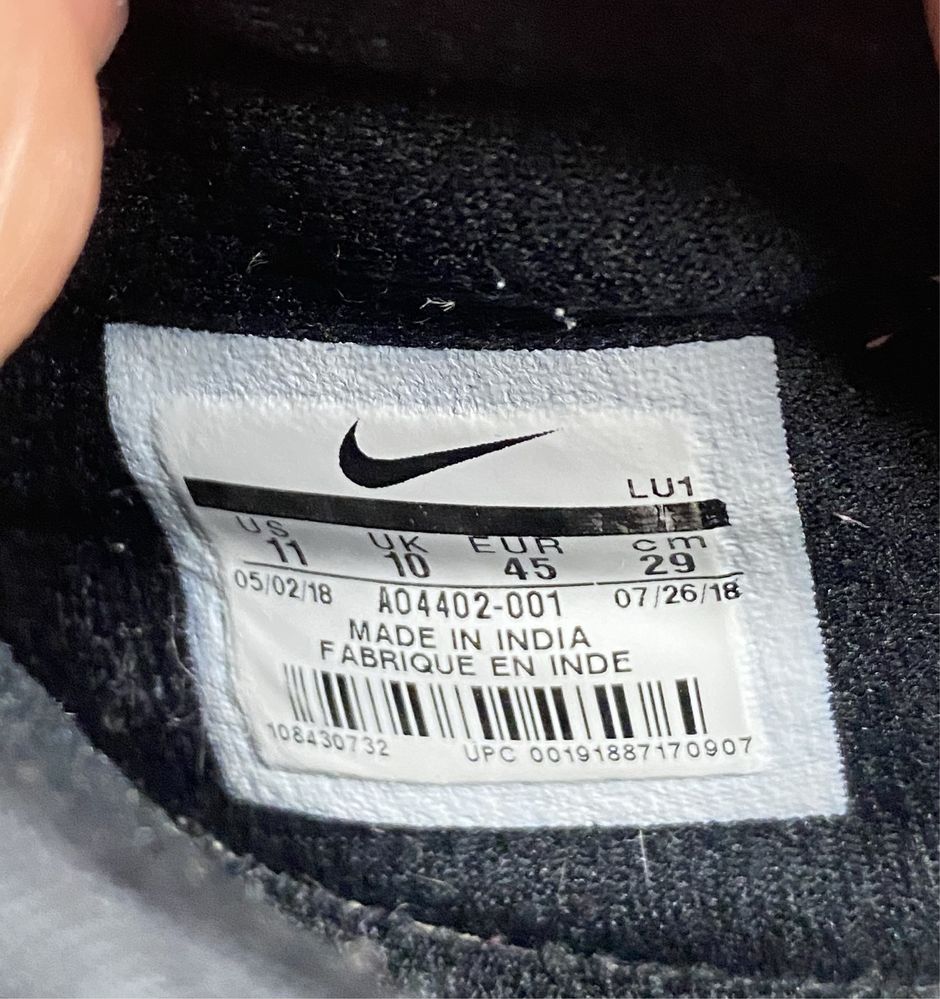 LU1
US UK EUR cm
11 10 45 29
05/02/18 AO4402-001 07/26/18
MADE IN INDIA
FABRIQUE EN INDE
108430732 UPC 00191887170907